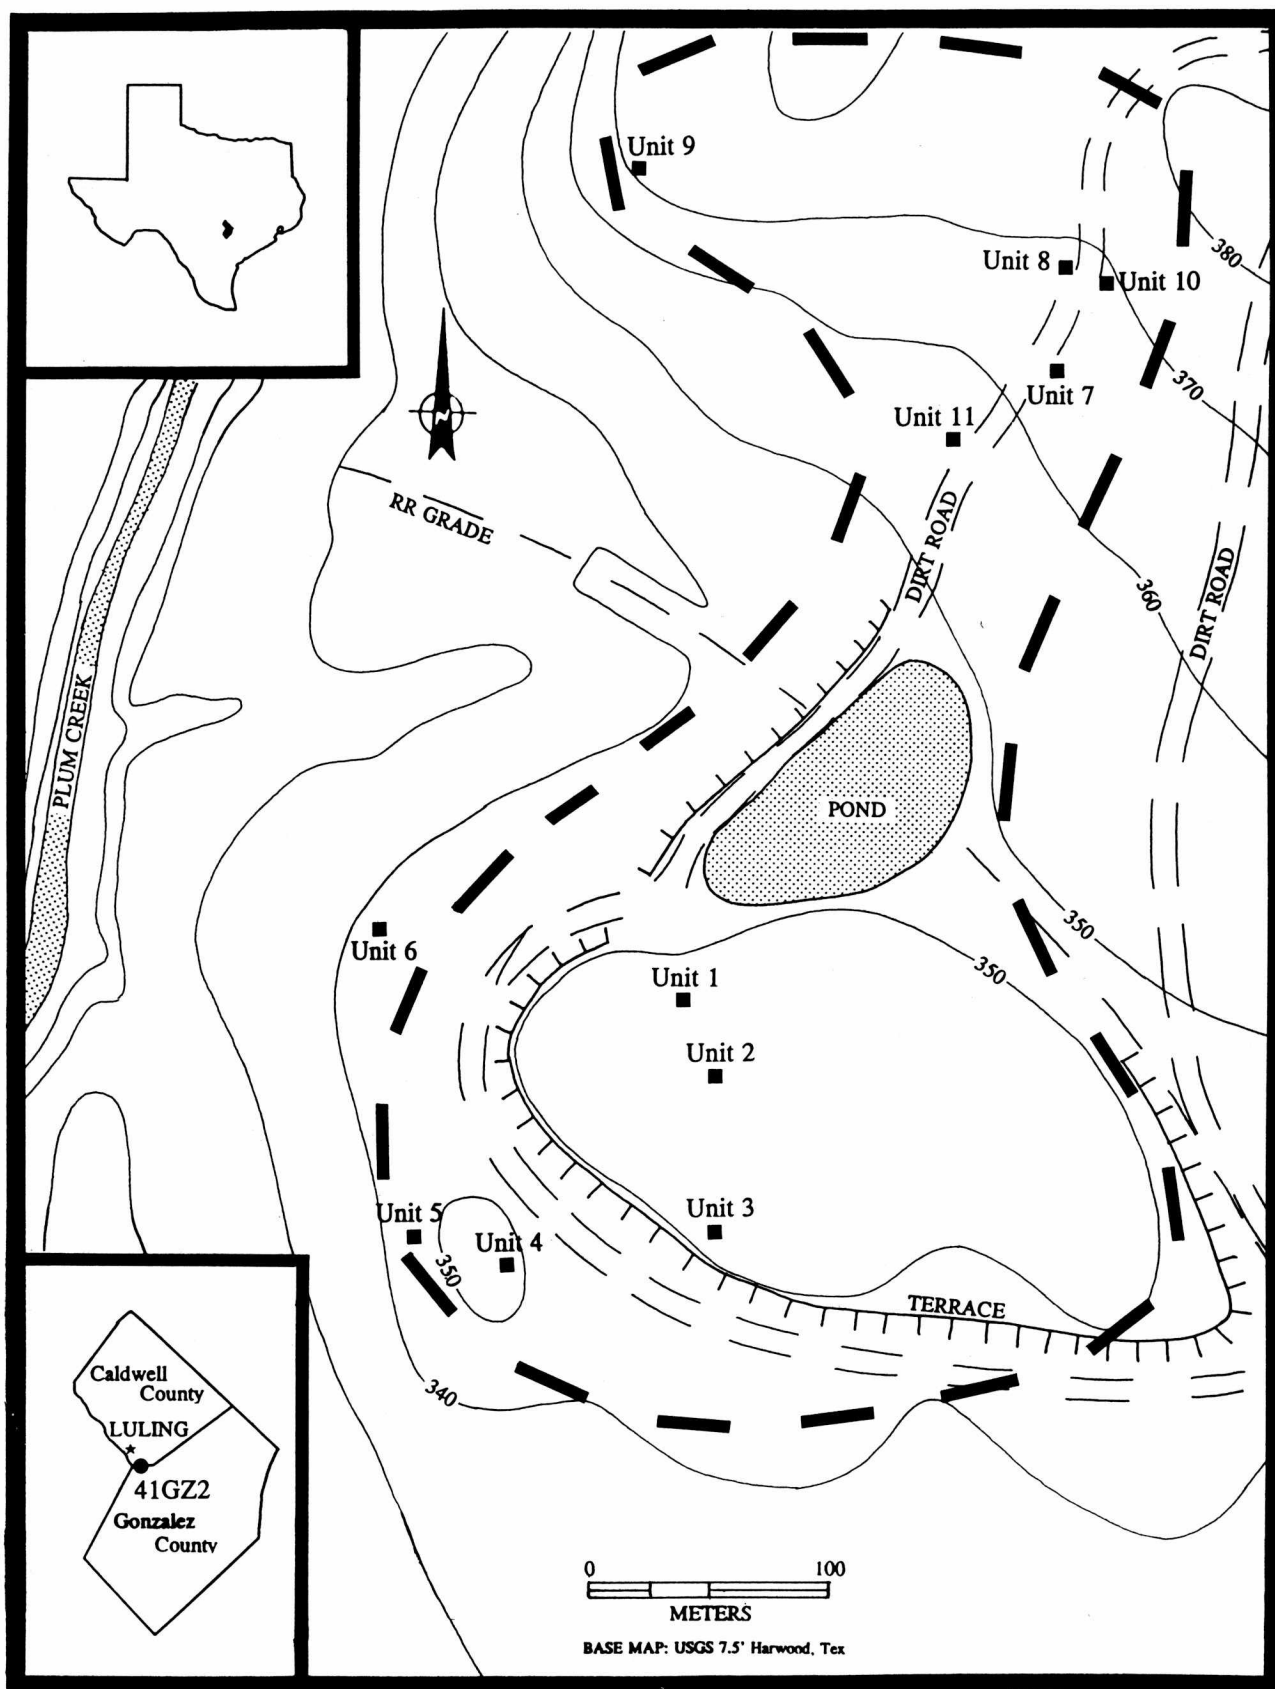 Unit 9
380
Unit 8
Unit 10
370
Unit 7
Unit 11
RR GRADE
DIRT ROAD
DIRT ROAD
360
PLUM CREEK
POND
350
Unit 6
350
Unit 1
Unit 2
Unit 3
Unit 5
Unit 4
350
TERRACE
340
Caldwell
County
LULING
41GZ2
Gonzalez
County
0 100
METERS
BASE MAP: USGS 7.5' Harwood, Tex